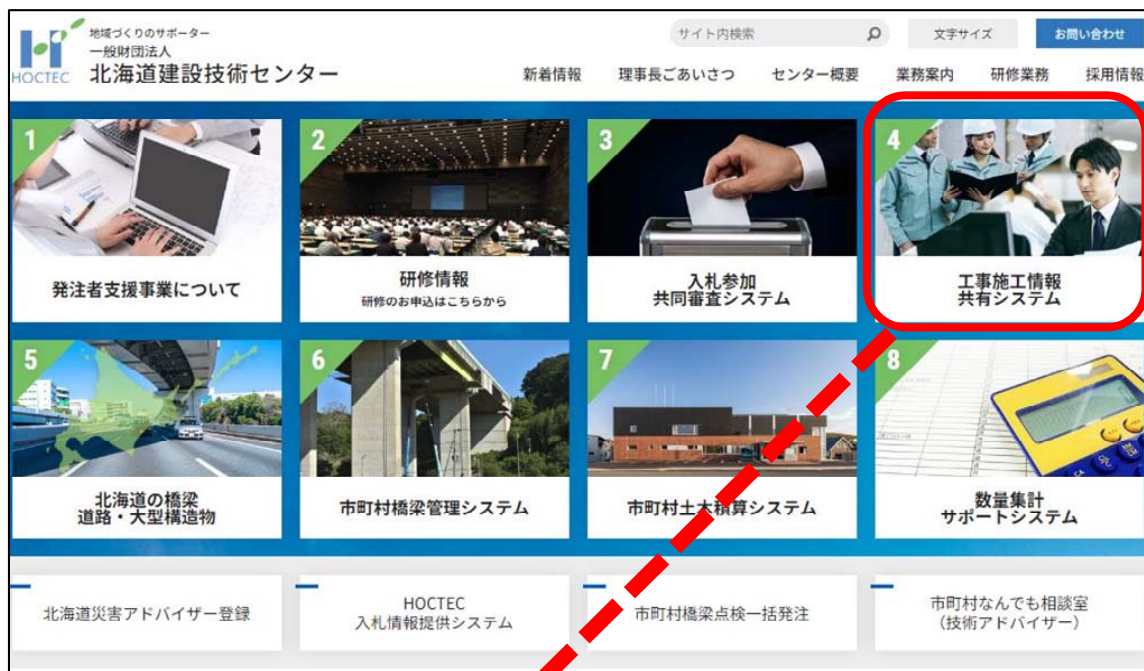 地域づくりのサポーター
一般財団法人
HOCTEC
北海道建設技術センター
サイト内検索
文字サイズ
お問い合わせ
新着情報
理事長ごあいさつ
センター概要
業務案内
研修業務
採用情報
1
発注者支援事業について
2
研修情報
研修のお申込はこちらから
3
入札参加
共同審査システム
4
工事施工情報
共有システム
5
北海道の橋梁
道路・大型構造物
6
市町村橋梁管理システム
7
市町村土木積算システム
8
数量集計
サポートシステム
北海道災害アドバイザー登録
HOCTEC
入札情報提供システム
市町村橋梁点検一括発注
市町村なんでも相談室
（技術アドバイザー）